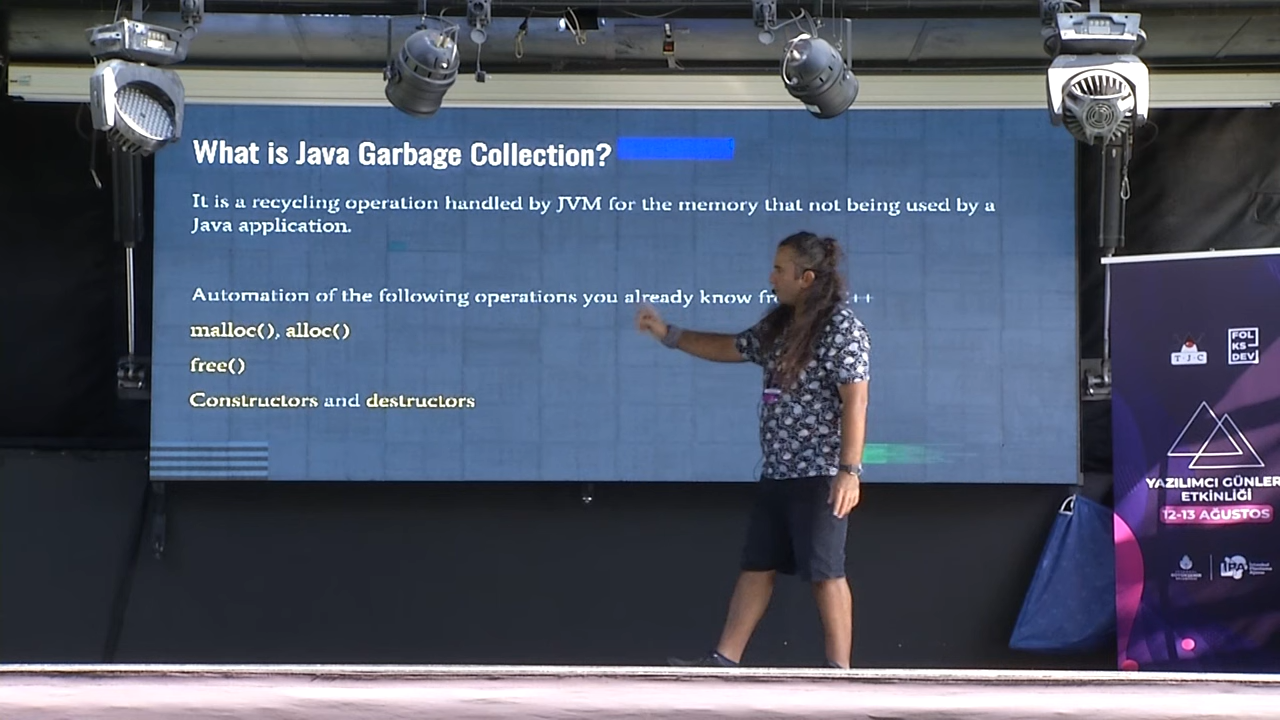 What is Java Garbage Collection?
It is a recycling operation handled by JVM for the memory that not being used by a
Java application.
Automation of the following operations you already know
malloc(), alloc()
free()
Constructors and destructors
TJC
FOL
KS
DEV
YAZILIMCI GÜNLER
ETKİNLİĞİ
12-13 AĞUSTOS
IPA